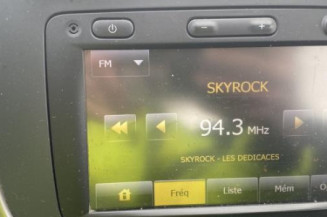 FM
SKYROCK
94.3 MHz
SKYROCK - LES DEDICACES
Fréq
Liste
Mém